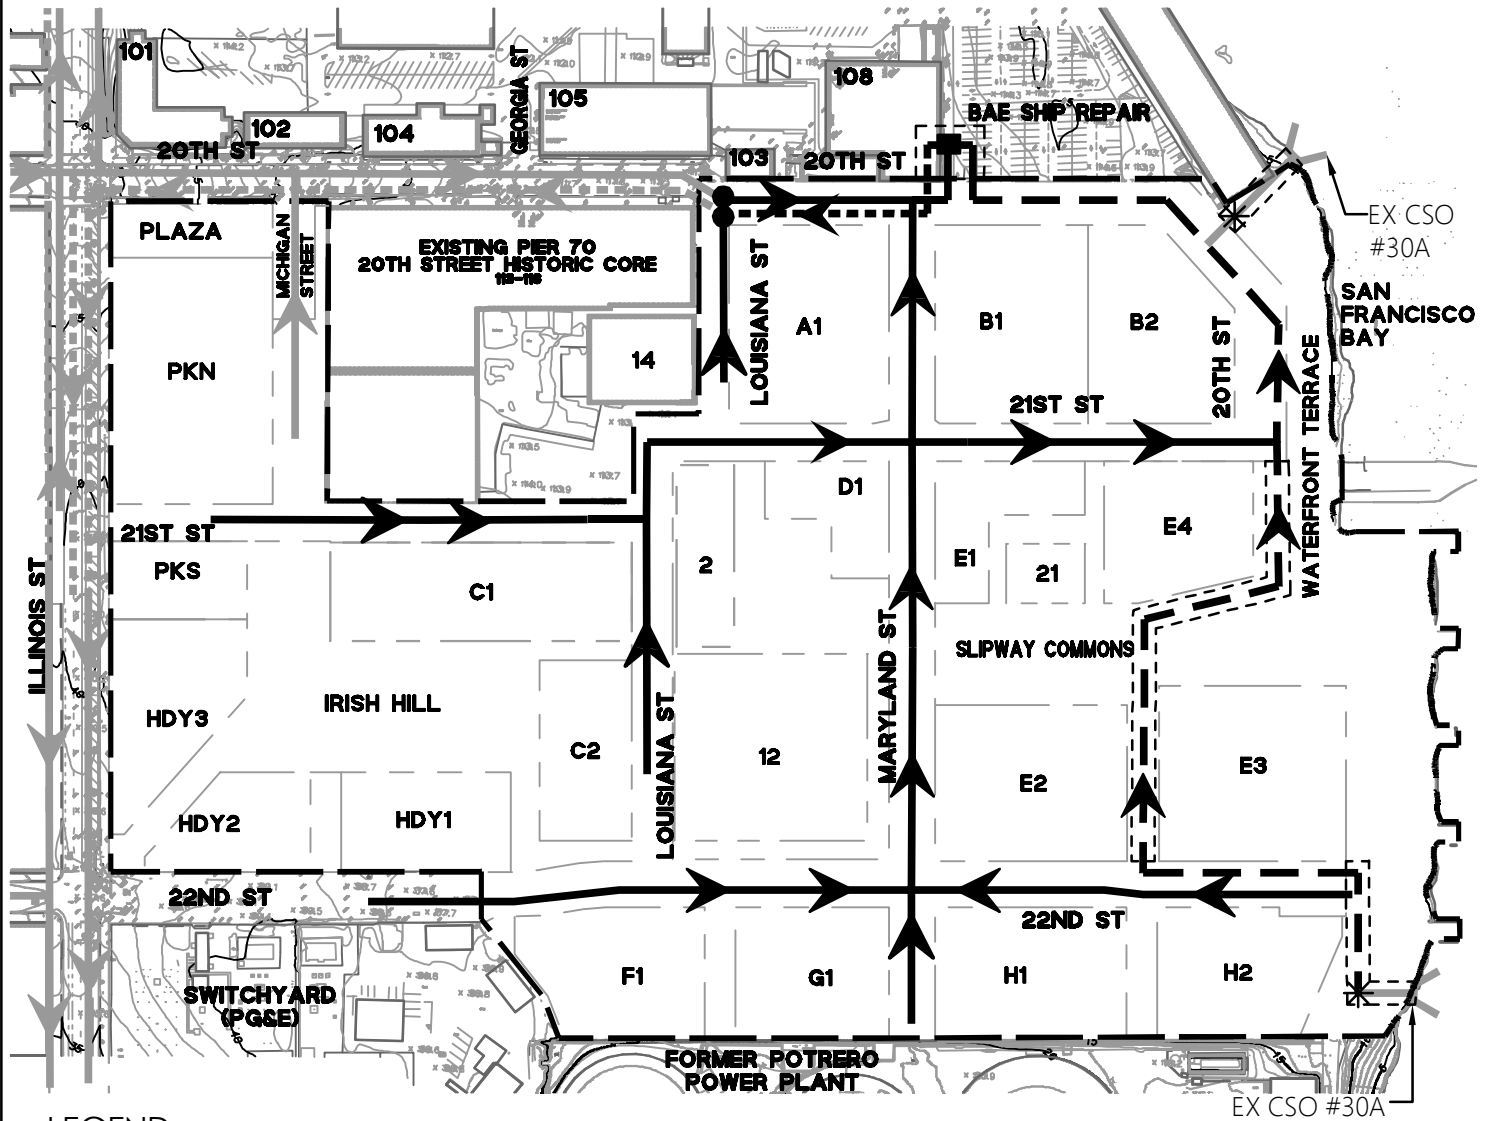 101
102
104
GEORGIA ST
105
108
BAE SHIP REPAIR
20TH ST
103
20TH ST
EX CSO
#30A
PLAZA
MICHIGAN
STREET
EXISTING PIER 70
20TH STREET HISTORIC CORE
113-116
LOUISIANA ST
A1
B1
B2
20TH ST
SAN
FRANCISCO
BAY
14
PKN
21ST ST
WATERFRONT TERRACE
D1
E4
21ST ST
PKS
C1
2
E1
21
ILLINOIS ST
MARYLAND ST
SLIPWAY COMMONS
HDY3
IRISH HILL
LOUISIANA ST
C2
12
E2
E3
HDY2
HDY1
22ND ST
22ND ST
F1
G1
H1
H2
SWITCHYARD
(PG&E)
FORMER POTRERO
POWER PLANT
EX CSO #30A
LEGEND